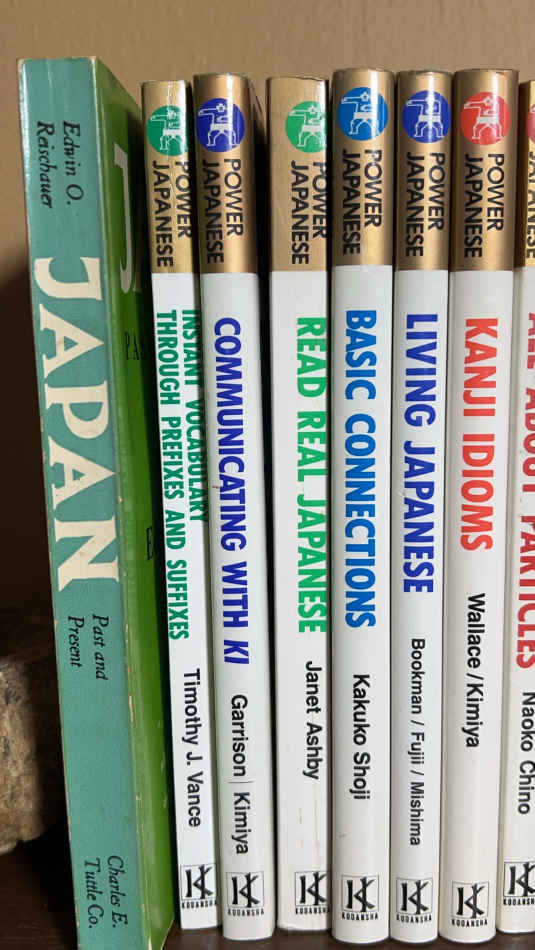 Edwin O.
Reischauer
JAPAN
Past and
Present
Charles E.
Tuttle Co.
POWER
JAPANESE
INSTANT VOCABULARY
THROUGH PREFIXES AND SUFFIXES
Timothy J. Vance
KODANSHA
POWER
JAPANESE
COMMUNICATING WITH KI
Garrison | Kimiya
KODANSHA
POWER
JAPANESE
READ REAL JAPANESE
Janet Ashby
KODANSHA
POWER
JAPANESE
BASIC CONNECTIONS
Kakuko Shoji
KODANSHA
POWER
JAPANESE
LIVING JAPANESE
Bookman / Fujii / Mishima
KODANSHA
POWER
JAPANESE
KANJI IDIOMS
Wallace / Kimiya
KODANSHA
JAPANESE
ALL ABOUT PARTICLES
Naoko Chino
KODANSHA